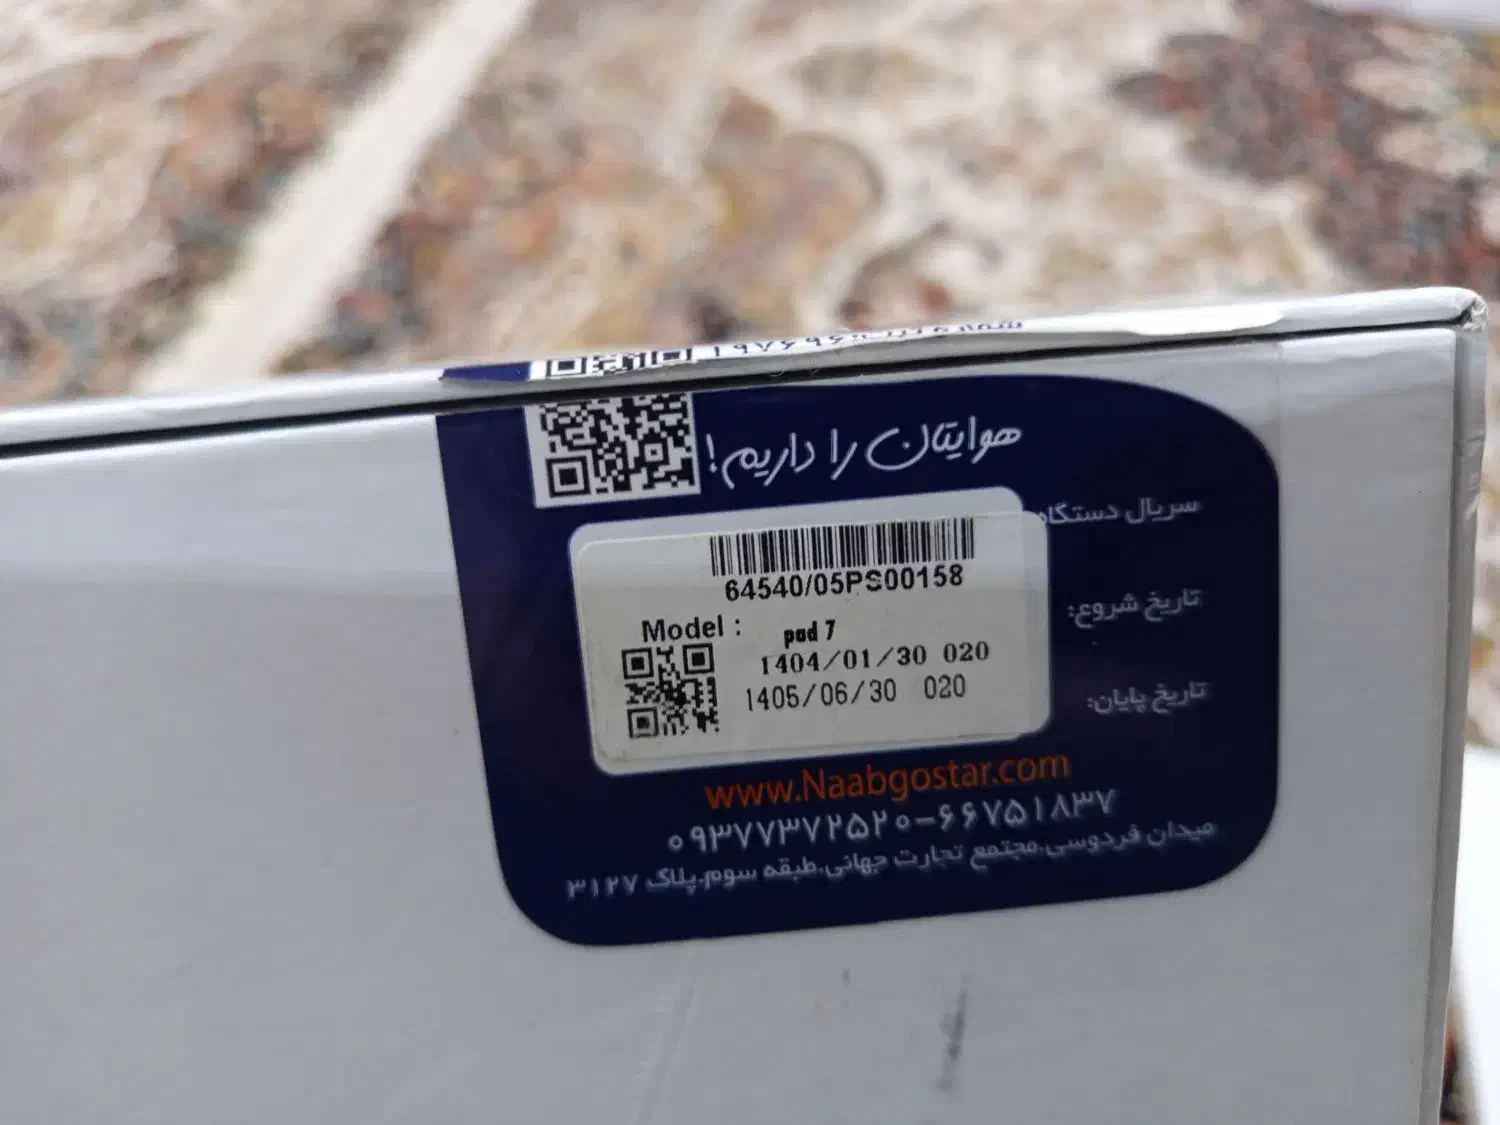 هوایتان را داریم!
سریال دستگاه
64540/05PS00158
Model : pad 7
تاریخ شروع:
1404/01/30 020
تاریخ پایان:
1405/06/30 020
www.Naabgostar.com
۰۹۳۷۷۳۷۲۵۲۰-۶۶۷۵۱۸۳۷
میدان فردوسی.مجتمع تجارت جهانی.طبقه سوم.پلاک ۳۱۲۷